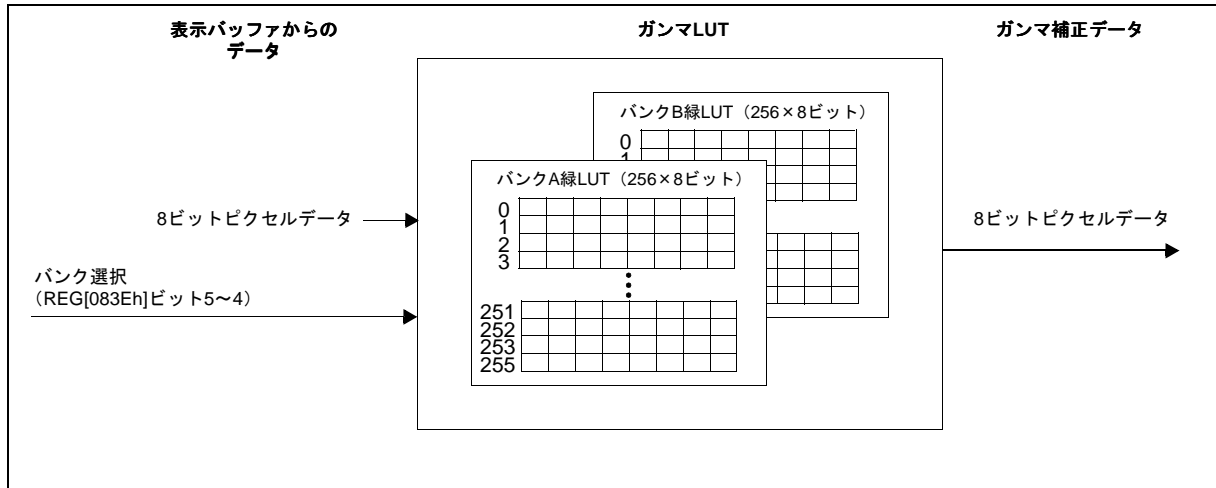 表示バッファからの
データ
ガンマLUT
ガンマ補正データ
バンクB緑LUT（256×8ビット）
0
1
バンクA緑LUT（256×8ビット）
0
1
2
3
251
252
253
255
8ビットピクセルデータ
バンク選択
（REG[083Eh]ビット5～4）
8ビットピクセルデータ